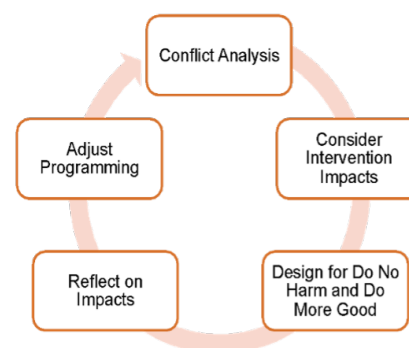 Conflict Analysis
Consider
Intervention
Impacts
Design for Do No
Harm and Do
More Good
Reflect on
Impacts
Adjust
Programming